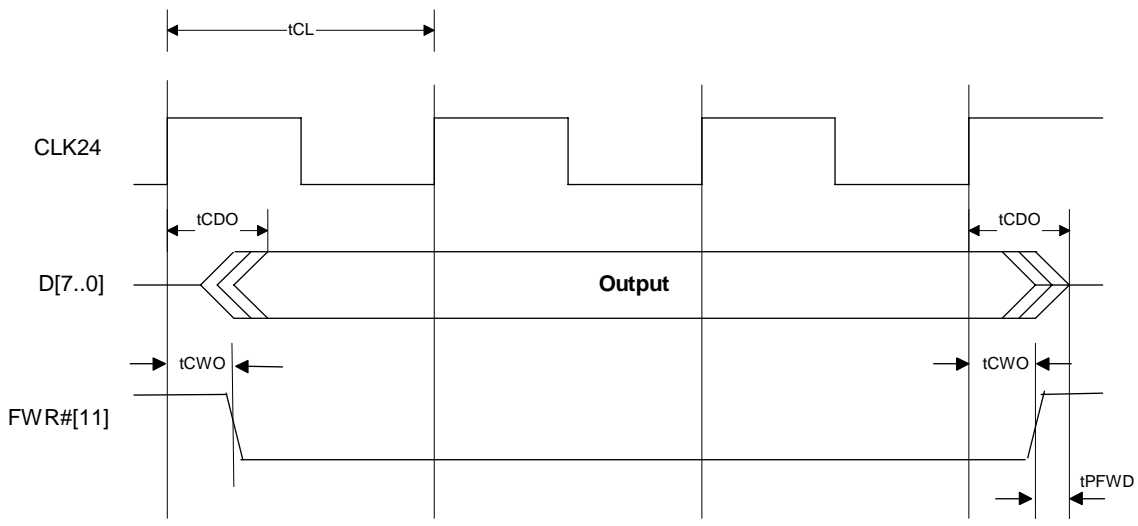 tCL
CLK24
tCDO tCDO
D[7..0] Output
tCWO tCWO
FWR#[11]
tPFWD